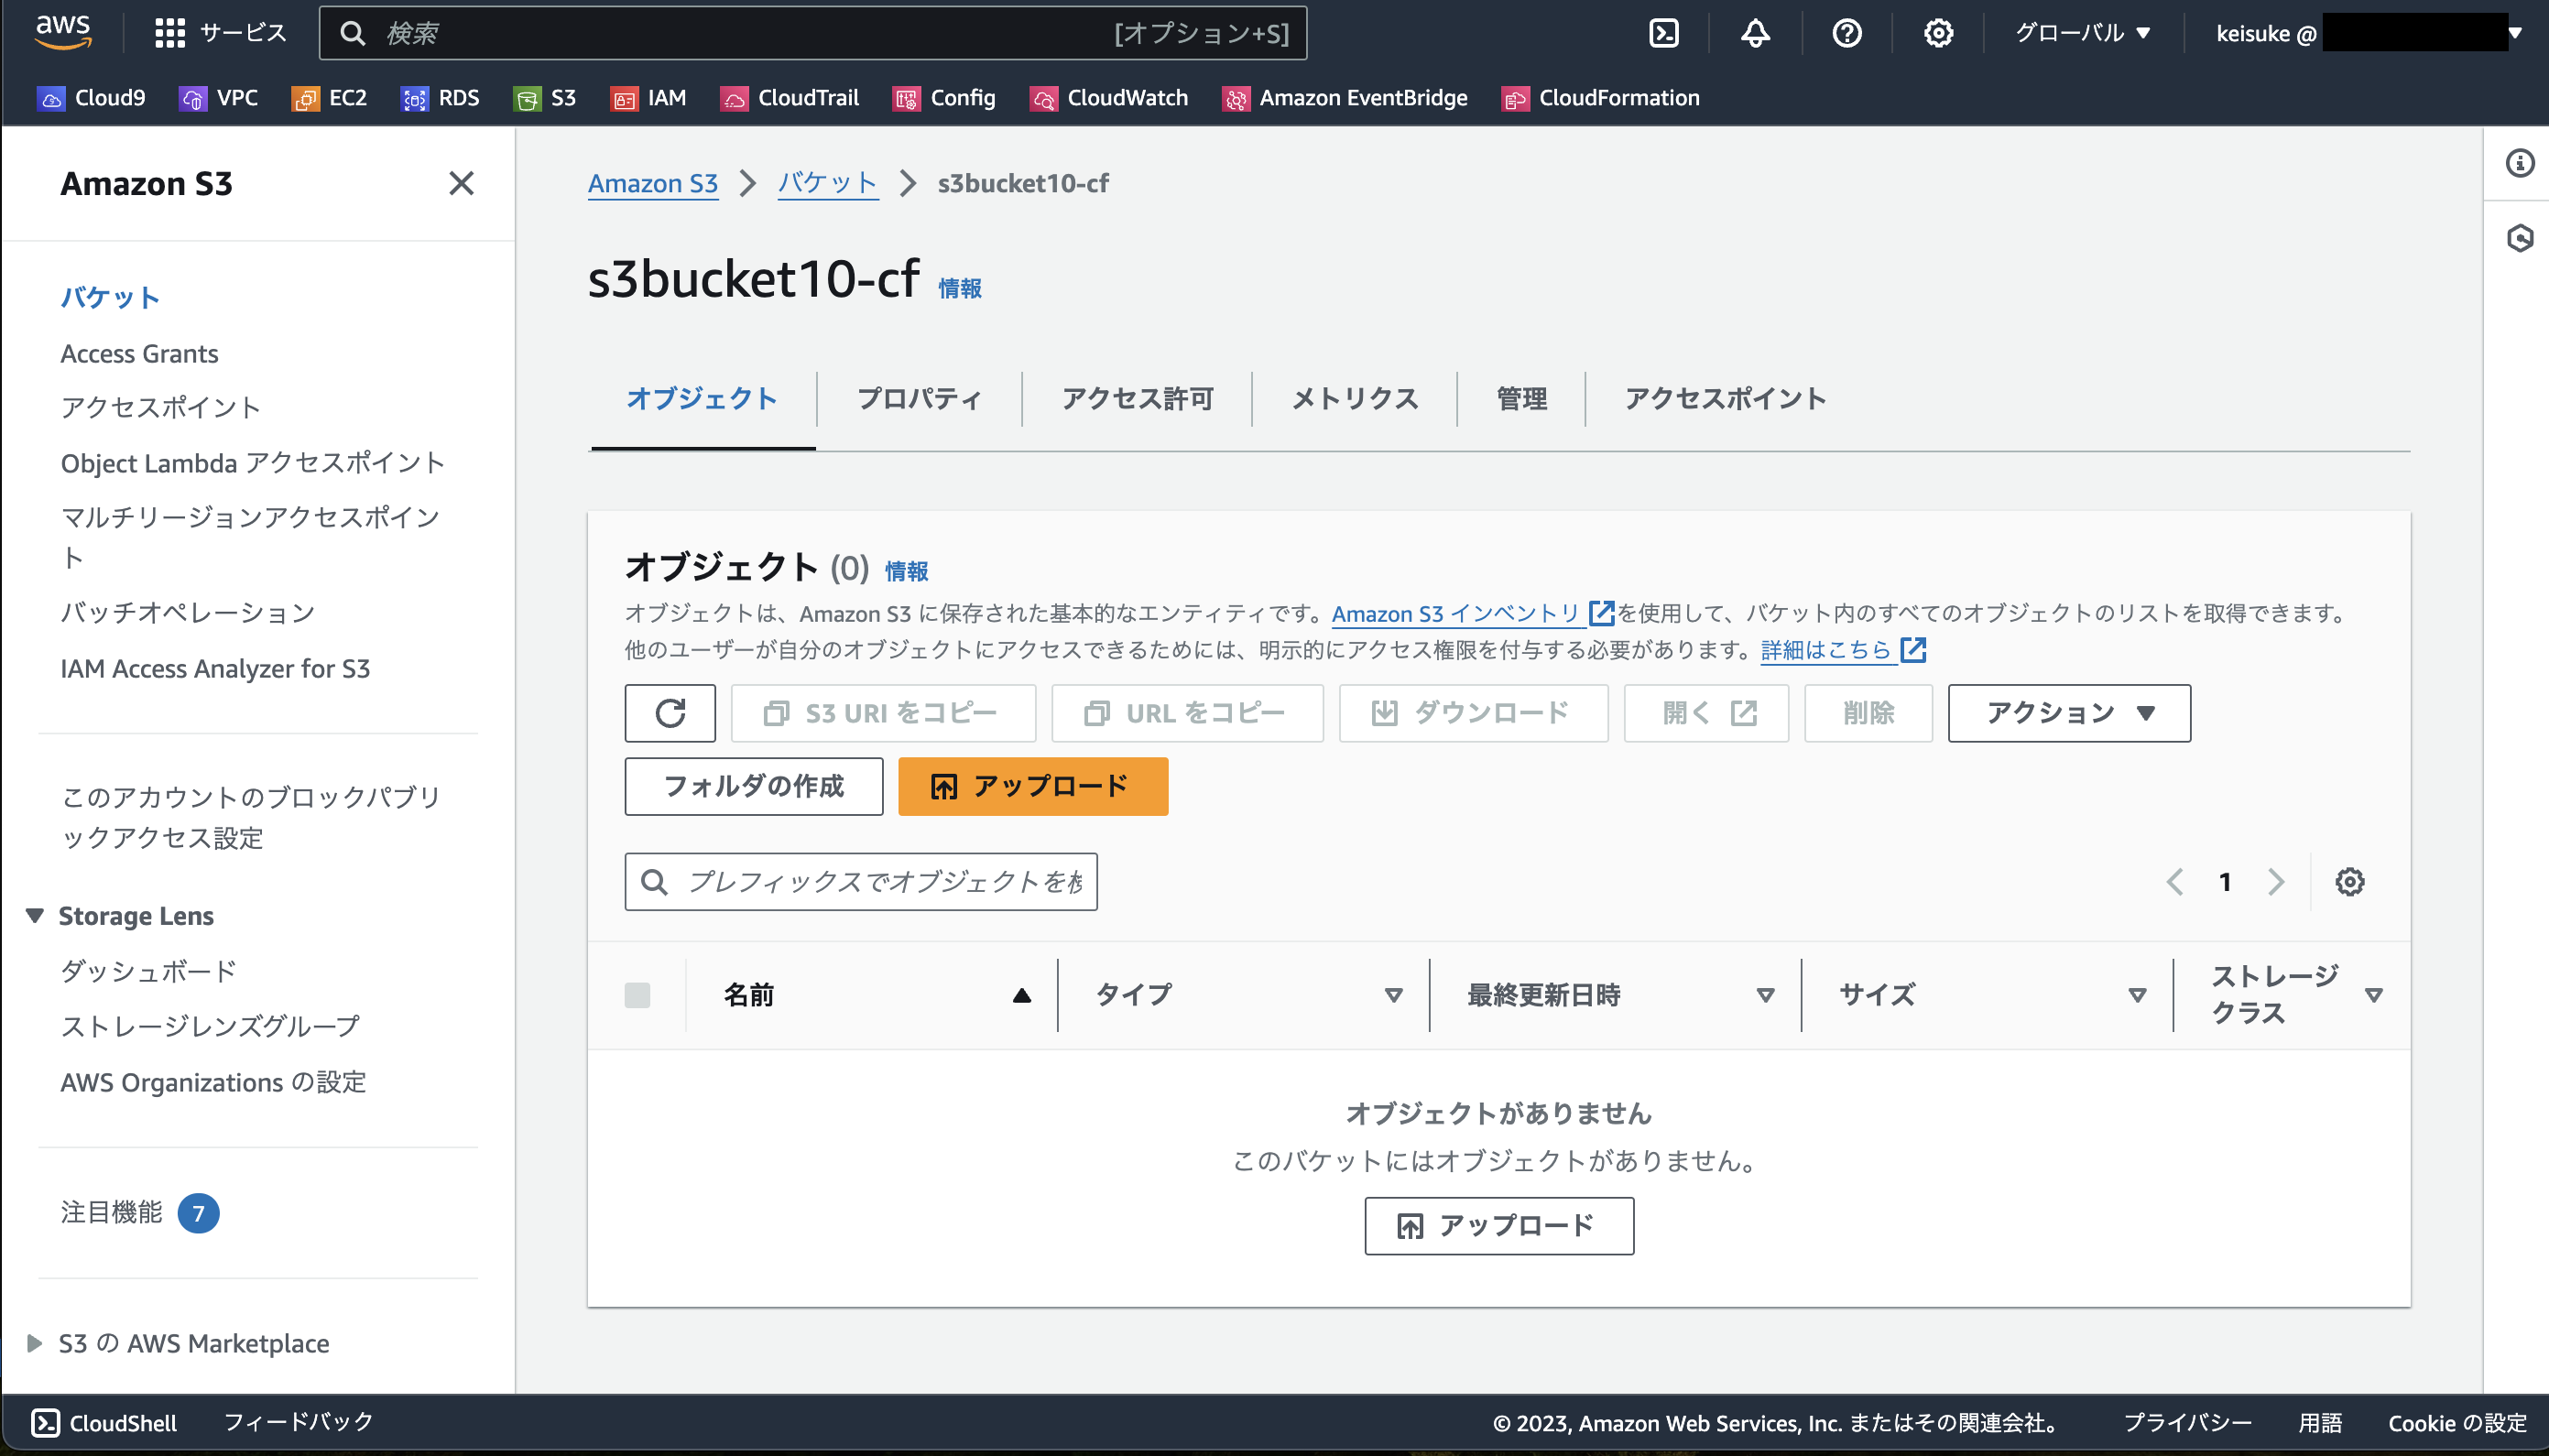 aws
サービス
検索
[オプション+S]
グローバル
keisuke @
Cloud9
VPC
EC2
RDS
S3
IAM
CloudTrail
Config
CloudWatch
Amazon EventBridge
CloudFormation
Amazon S3
バケット
Access Grants
アクセスポイント
Object Lambda アクセスポイント
マルチリージョンアクセスポイン
ト
バッチオペレーション
IAM Access Analyzer for S3
このアカウントのブロックパブリ
ックアクセス設定
Storage Lens
ダッシュボード
ストレージレンズグループ
AWS Organizations の設定
注目機能 7
S3 の AWS Marketplace
Amazon S3 > バケット > s3bucket10-cf
s3bucket10-cf 情報
オブジェクト
プロパティ
アクセス許可
メトリクス
管理
アクセスポイント
オブジェクト (0) 情報
オブジェクトは、Amazon S3 に保存された基本的なエンティティです。Amazon S3 インベントリ を使用して、バケット内のすべてのオブジェクトのリストを取得できます。
他のユーザーが自分のオブジェクトにアクセスできるためには、明示的にアクセス権限を付与する必要があります。詳細はこちら
S3 URI をコピー
URL をコピー
ダウンロード
開く
削除
アクション
フォルダの作成
アップロード
プレフィックスでオブジェクトを
1
名前
タイプ
最終更新日時
サイズ
ストレージ
クラス
オブジェクトがありません
このバケットにはオブジェクトがありません。
アップロード
CloudShell
フィードバック
© 2023, Amazon Web Services, Inc. またはその関連会社。
プライバシー
用語
Cookie の設定